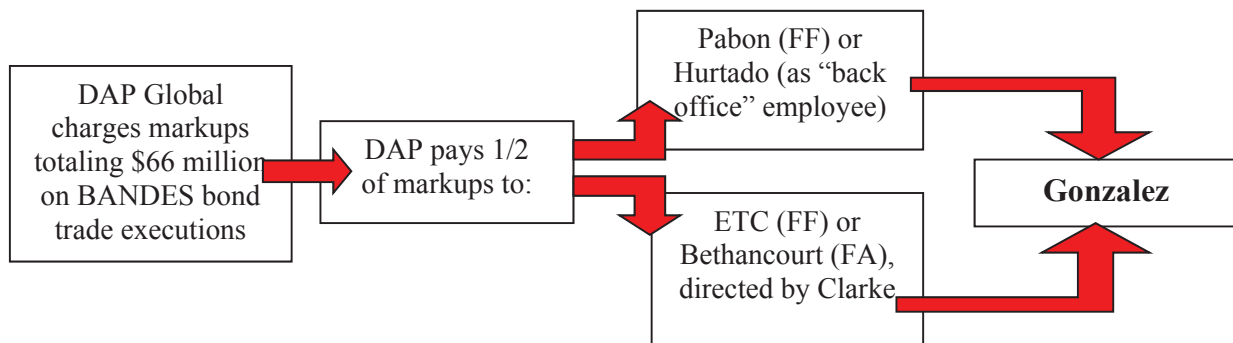 DAP Global
charges markups
totaling $66 million
on BANDES bond
trade executions
DAP pays 1/2
of markups to:
Pabon (FF) or
Hurtado (as “back
office” employee)
ETC (FF) or
Bethancourt (FA),
directed by Clarke
Gonzalez